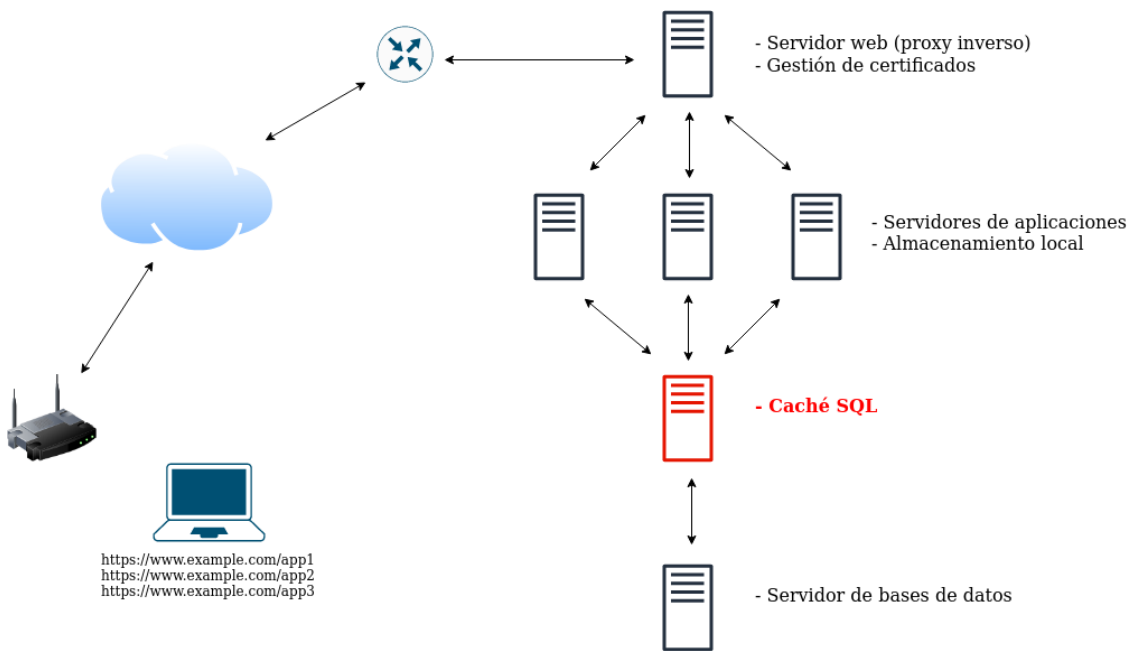 - Servidor web (proxy inverso)
- Gestión de certificados
- Servidores de aplicaciones
- Almacenamiento local
- Caché SQL
https://www.example.com/app1
https://www.example.com/app2
https://www.example.com/app3
- Servidor de bases de datos